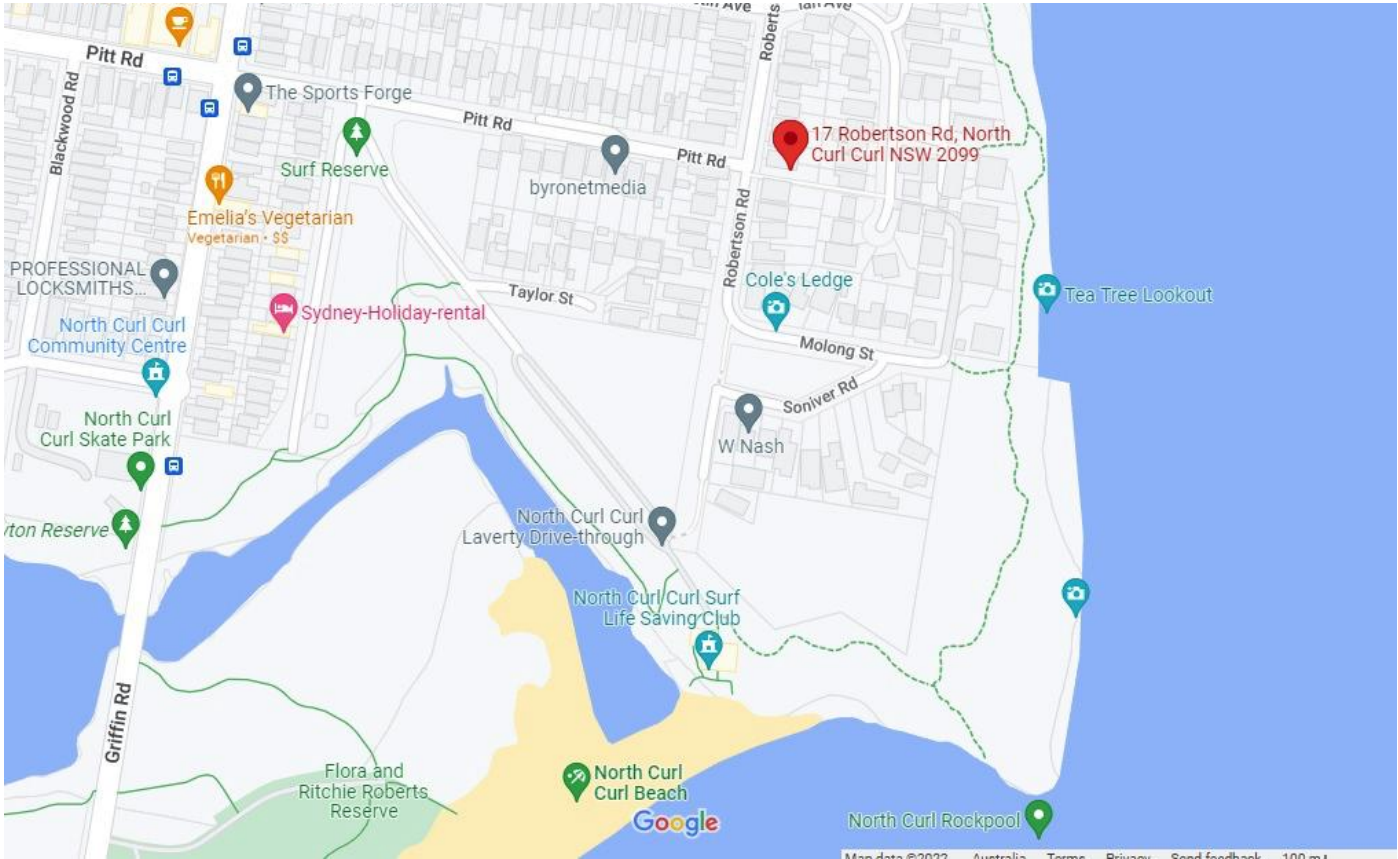 Ave
Pitt Rd
Blackwood Rd
The Sports Forge
Surf Reserve
Pitt Rd
byronetmedia
Pitt Rd
Roberts
17 Robertson Rd, North
Curl Curl NSW 2099
Robertson Rd
Emelia's Vegetarian
Vegetarian • $$
PROFESSIONAL
LOCKSMITHS...
Sydney-Holiday-rental
Taylor St
Cole's Ledge
Tea Tree Lookout
North Curl Curl
Community Centre
Molong St
Soniver Rd
North Curl
Curl Skate Park
W Nash
yton Reserve
North Curl Curl
Laverty Drive-through
North Curl Curl Surf
Life Saving Club
Griffin Rd
Flora and
Ritchie Roberts
Reserve
North Curl
Curl Beach
Google
North Curl Rockpool
Map data ©2022 Australia Terms Privacy Send feedback 100 m